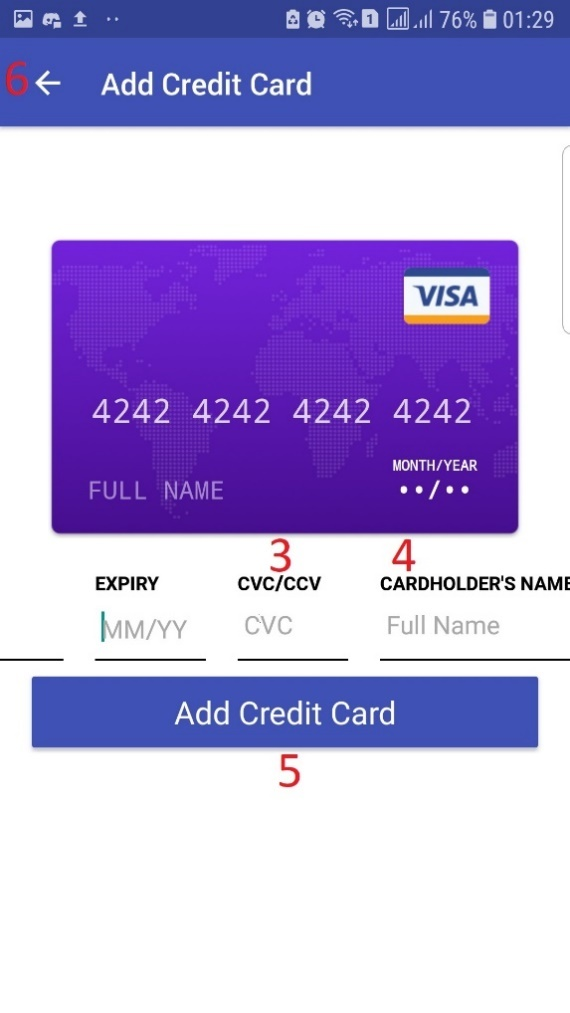 1 76% 01:29
6 Add Credit Card
VISA
4242 4242 4242 4242
MONTH/YEAR
FULL NAME ••/••
3 4
EXPIRY CVC/CCV CARDHOLDER'S NAME
MM/YY CVC Full Name
Add Credit Card
5